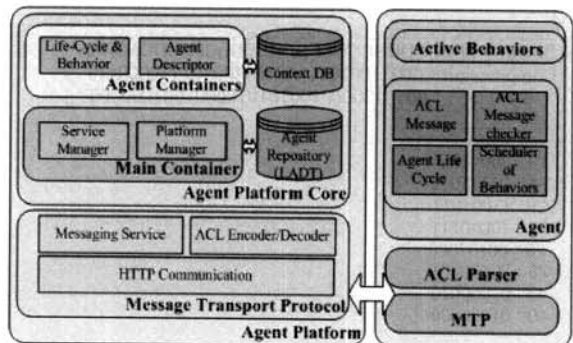 Life-Cycle &
Behavior
Agent
Descriptor
Agent Containers
Context DB
Service
Manager
Platform
Manager
Main Container
Agent
Repository
(LADT)
Agent Platform Core
Messaging Service
ACL Encoder/Decoder
HTTP Communication
Message Transport Protocol
Agent Platform
Active Behaviors
ACL
Message
ACL
Message
checker
Agent Life
Cycle
Scheduler
of
Behaviors
Agent
ACL Parser
MTP